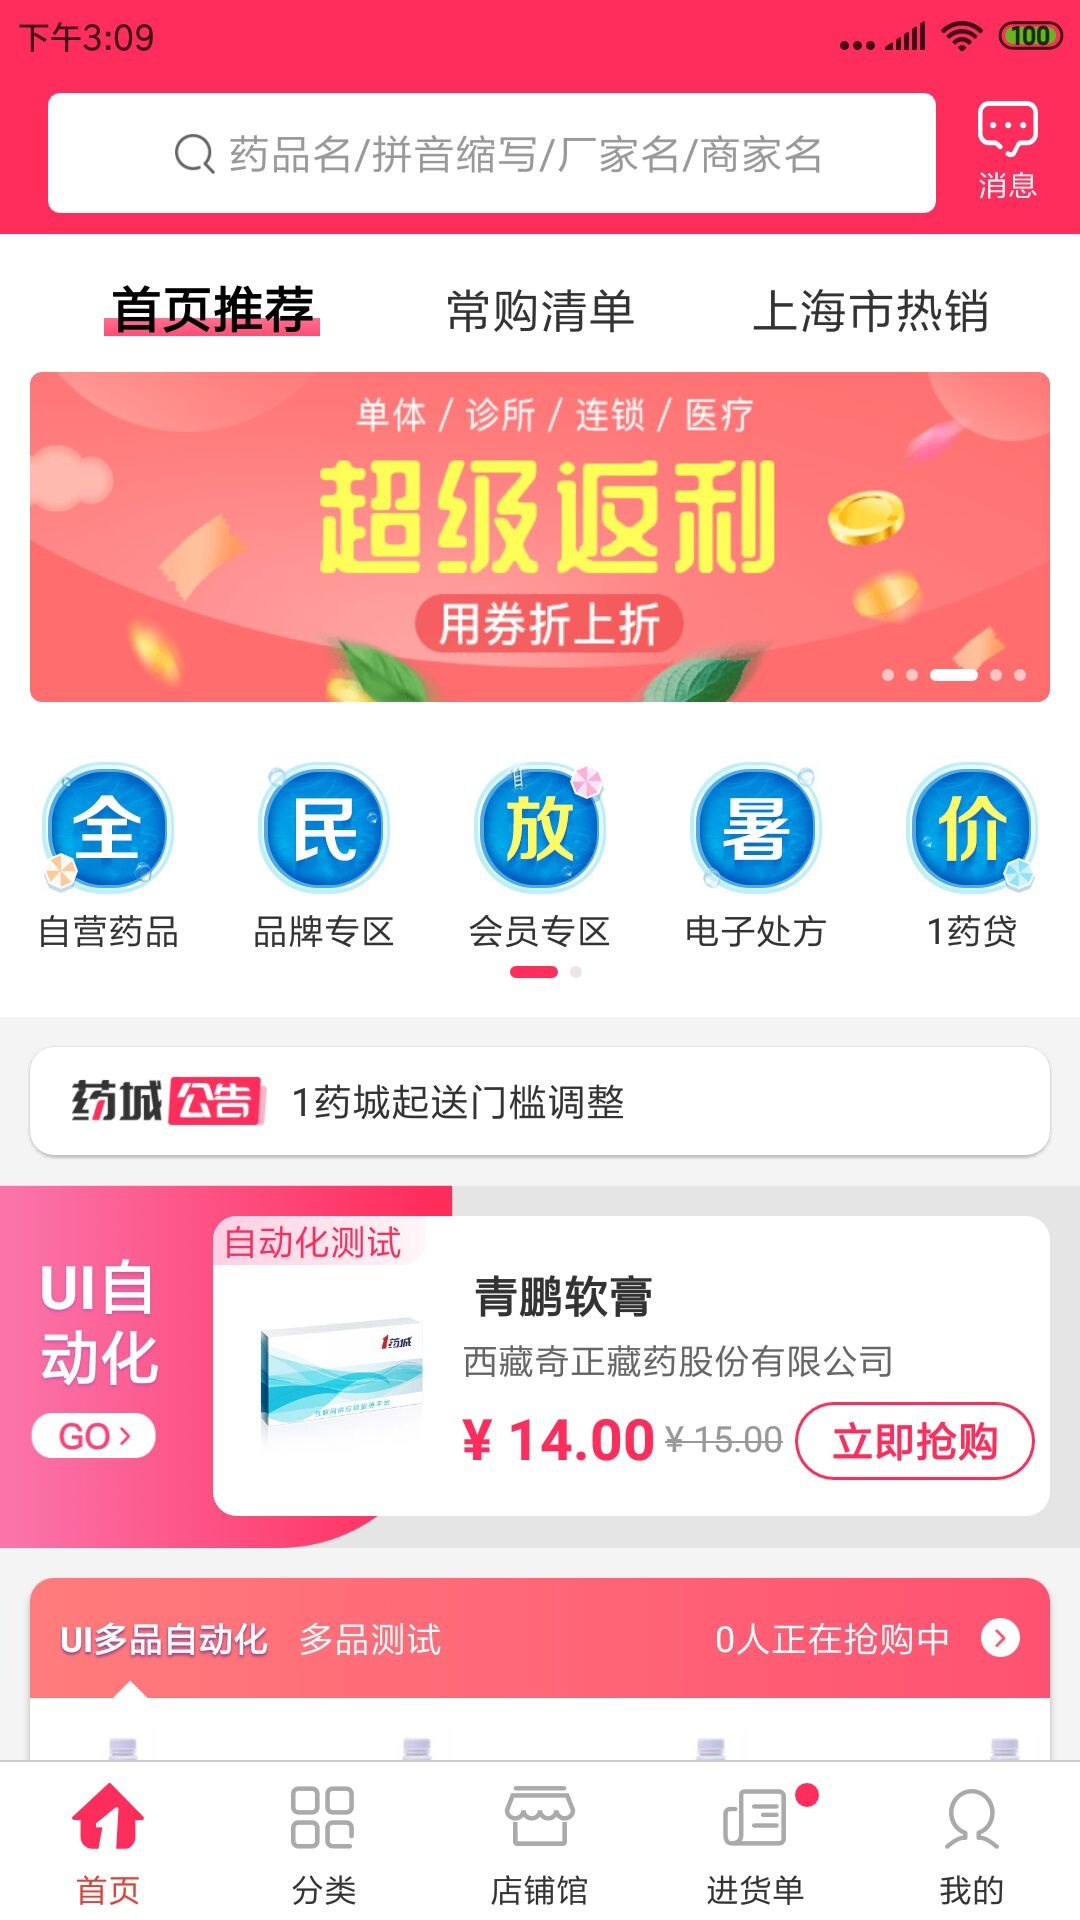 下午3:09
100
药品名/拼音缩写/厂家名/商家名
消息
首页推荐 常购清单 上海市热销
单体 / 诊所 / 连锁 / 医疗
超级返利
用券折上折
全 民 放 暑 价
自营药品 品牌专区 会员专区 电子处方 1药贷
药城公告 1药城起送门槛调整
自动化测试
UI自
动化
GO
青鹏软膏
西藏奇正藏药股份有限公司
¥ 14.00 ¥ 15.00 立即抢购
1药城
UI多品自动化 多品测试 0人正在抢购中
首页 分类 店铺馆 进货单 我的